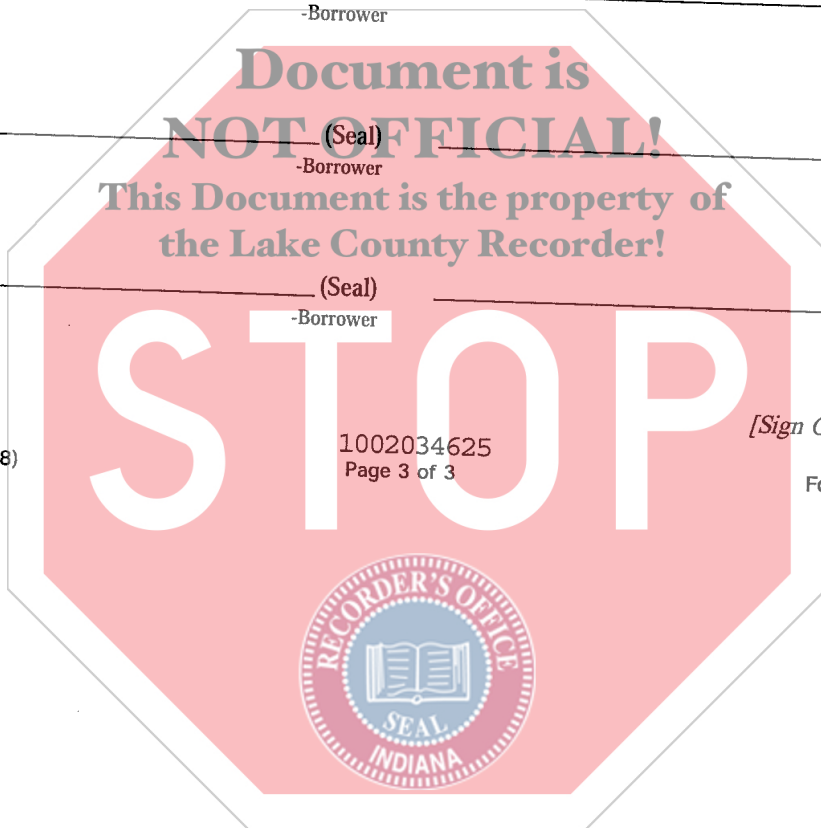 -Borrower
Document is
NOT OFFICIAL!
(Seal)
-Borrower
This Document is the property of
the Lake County Recorder!
(Seal)
-Borrower
STOP
[Sign
1002034625
8)
Page 3 of 3
RECORDER'S OFFICE
SEAL
INDIANA